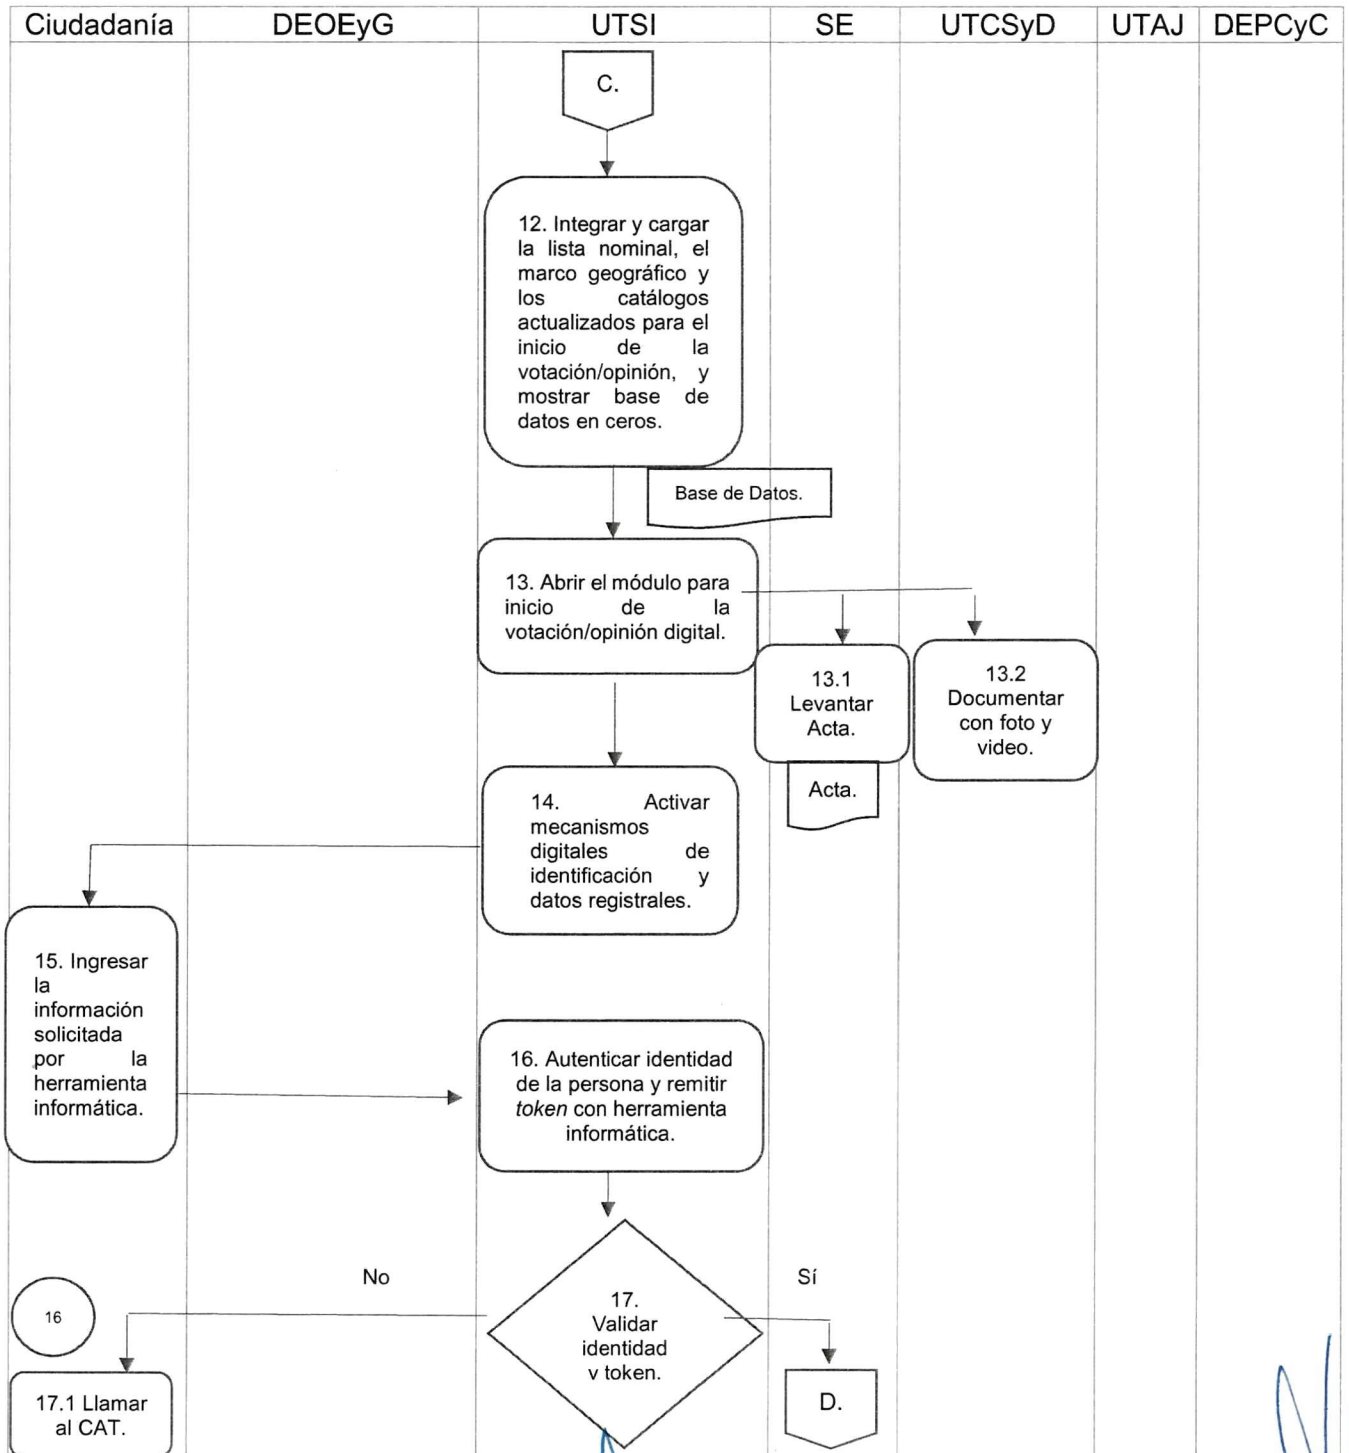 Ciudadanía DEOEyG UTSI SE UTCSyD UTAJ DEPCyC
C.
12. Integrar y cargar
la lista nominal, el
marco geográfico y
los catálogos
actualizados para el
inicio de la
votación/opinión, y
mostrar base de
datos en ceros.
Base de Datos.
13. Abrir el módulo para
inicio de la
votación/opinión digital.
13.1
Levantar
Acta.
13.2
Documentar
con foto y
video.
Acta.
14. Activar
mecanismos
digitales de
identificación y
datos registrales.
15. Ingresar
la
información
solicitada
por la
herramienta
informática.
16. Autenticar identidad
de la persona y remitir
token con herramienta
informática.
No
Sí
16
17.
Validar
identidad
y token.
17.1 Llamar
al CAT.
D.